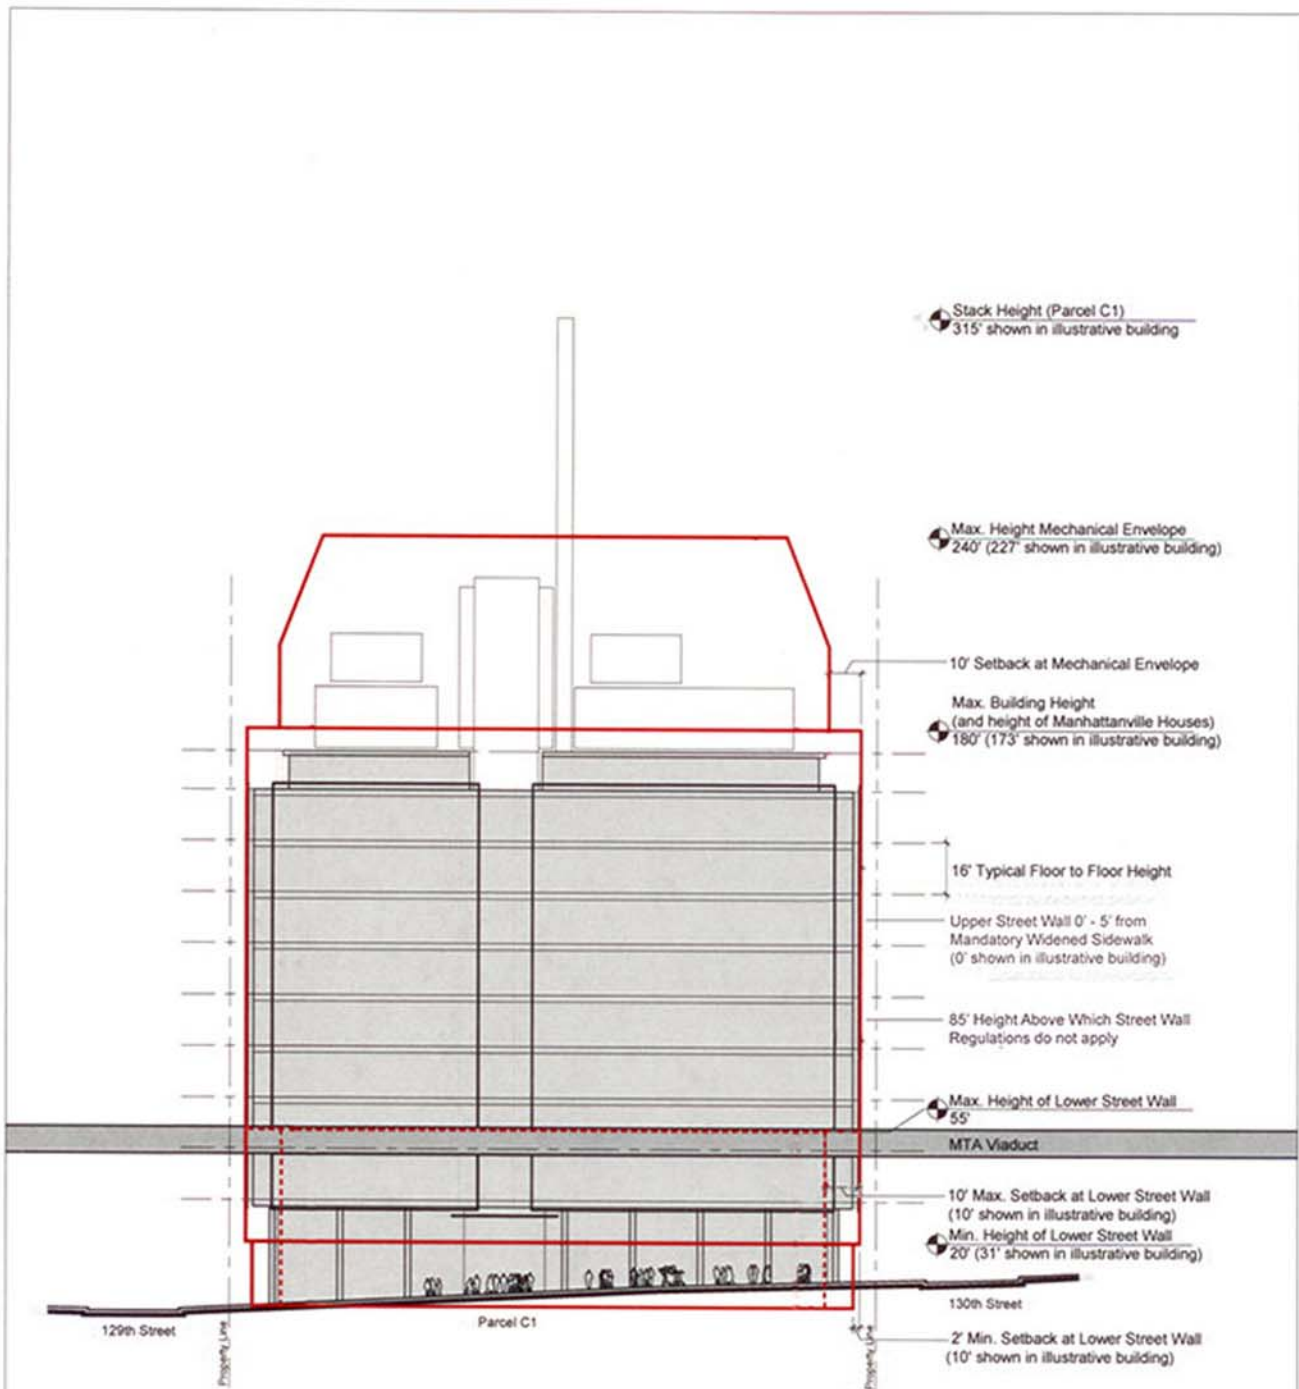 Stack Height (Parcel C1)
315' shown in illustrative building
Max. Height Mechanical Envelope
240' (227' shown in illustrative building)
10' Setback at Mechanical Envelope
Max. Building Height
(and height of Manhattanville Houses)
180' (173' shown in illustrative building)
16' Typical Floor to Floor Height
Upper Street Wall 0' - 5' from
Mandatory Widened Sidewalk
(0' shown in illustrative building)
85' Height Above Which Street Wall
Regulations do not apply
Max. Height of Lower Street Wall
55'
MTA Viaduct
10' Max. Setback at Lower Street Wall
(10' shown in illustrative building)
Min. Height of Lower Street Wall
20' (31' shown in illustrative building)
130th Street
129th Street
Parcel C1
Property Line
Property Line
2' Min. Setback at Lower Street Wall
(10' shown in illustrative building)